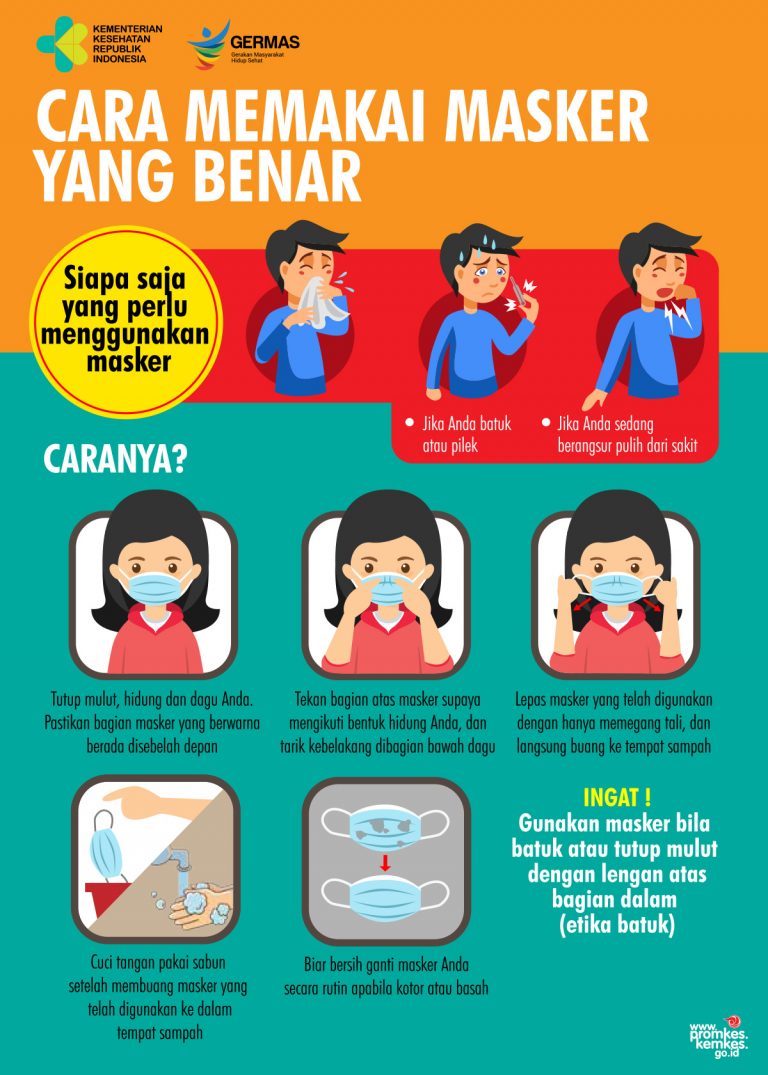 KEMENTERIAN
KESEHATAN
REPUBLIK
INDONESIA
GERMAS
Gerakan Masyarakat
Hidup Sehat
CARA MEMAKAI MASKER
YANG BENAR
Siapa saja
yang perlu
menggunakan
masker
• Jika Anda batuk
atau pilek
• Jika Anda sedang
berangsur pulih dari sakit
CARANYA?
Tutup mulut, hidung dan dagu Anda.
Pastikan bagian masker yang berwarna
berada disebelah depan
Tekan bagian atas masker supaya
mengikuti bentuk hidung Anda, dan
tarik kebelakang dibagian bawah dagu
Lepas masker yang telah digunakan
dengan hanya memegang tali, dan
langsung buang ke tempat sampah
Cuci tangan pakai sabun
setelah membuang masker yang
telah digunakan ke dalam
tempat sampah
Biar bersih ganti masker Anda
secara rutin apabila kotor atau basah
INGAT !
Gunakan masker bila
batuk atau tutup mulut
dengan lengan atas
bagian dalam
(etika batuk)
www.
promkes.
kemkes.
go.id